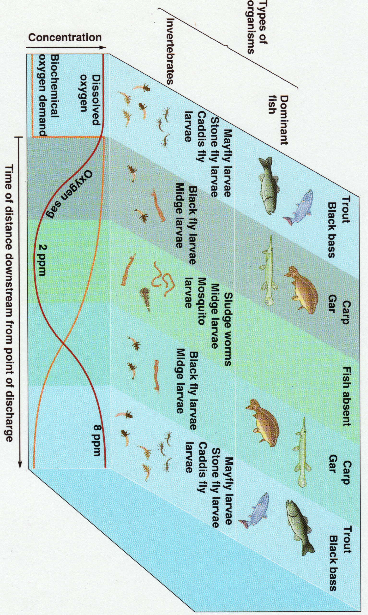 Types of
organisms
Dominant
fish
Trout
Black bass
Carp
Gar
Fish absent
Carp
Gar
Trout
Black bass
Invertebrates
Mayfly larvae
Stone fly larvae
Caddis fly
larvae
Black fly larvae
Midge larvae
Sludge worms
Midge larvae
Mosquito
larvae
Black fly larvae
Midge larvae
Mayfly larvae
Stone fly larvae
Caddis fly
larvae
Concentration
Dissolved
oxygen
Biochemical
oxygen demand
Oxygen sag
2 ppm
8 ppm
Time of distance downstream from point of discharge